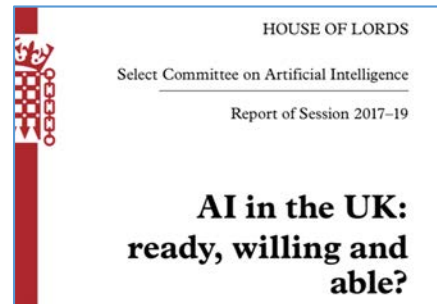 HOUSE OF LORDS
Select Committee on Artificial Intelligence
Report of Session 2017–19
AI in the UK:
ready, willing and
able?